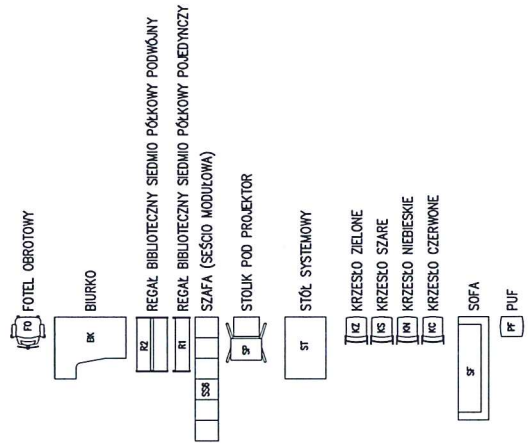 FO FOTEL OBROTOWY
BK BIURKO
R2 REGAŁ BIBLIOTECZNY SIEDMIO PÓŁKOWY PODWÓJNY
R1 REGAŁ BIBLIOTECZNY SIEDMIO PÓŁKOWY POJEDYNCZY
SS6 SZAFA (SEŚCIO MODUŁOWA)
SP STOLIK POD PROJEKTOR
ST STÓŁ SYSTEMOWY
KZ KRZESŁO ZIELONE
KS KRZESŁO SZARE
KN KRZESŁO NIEBIESKIE
KC KRZESŁO CZERWONE
SF SOFA
PF PUF